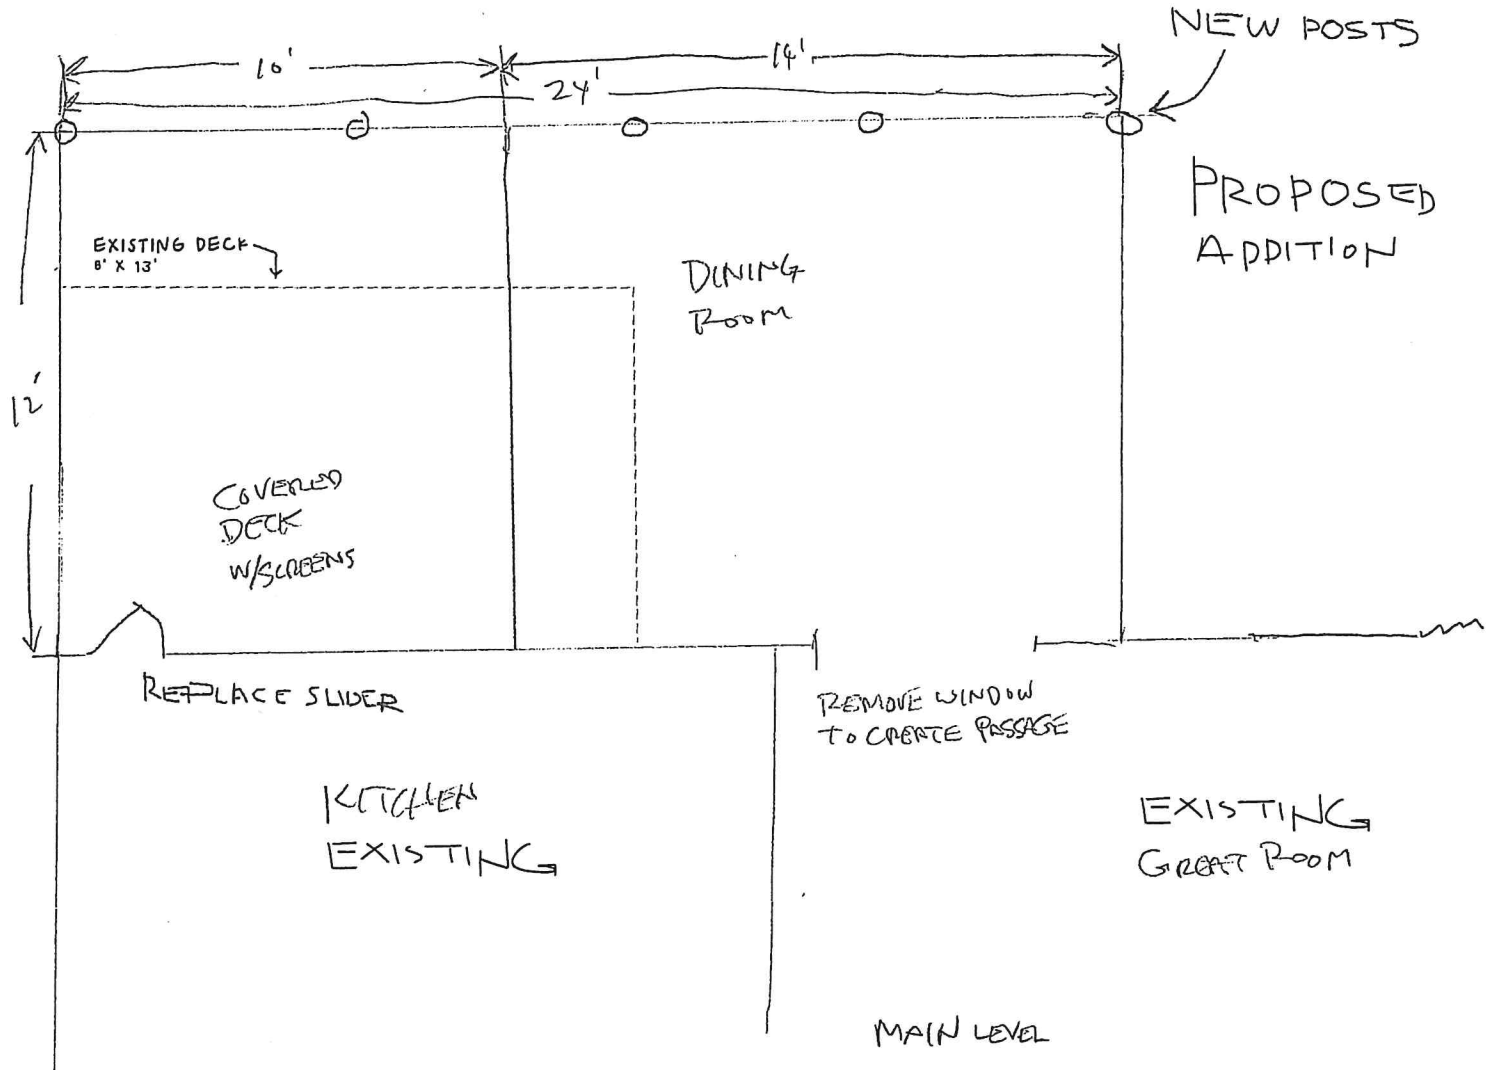 NEW POSTS
10'
14'
24'
PROPOSED
ADDITION
EXISTING DECK
8' X 13'
DINING
ROOM
12'
COVERED
DECK
W/SCREENS
REPLACE SLIDER
REMOVE WINDOW
TO CREATE PASSAGE
KITCHEN
EXISTING
EXISTING
GREAT ROOM
MAIN LEVEL